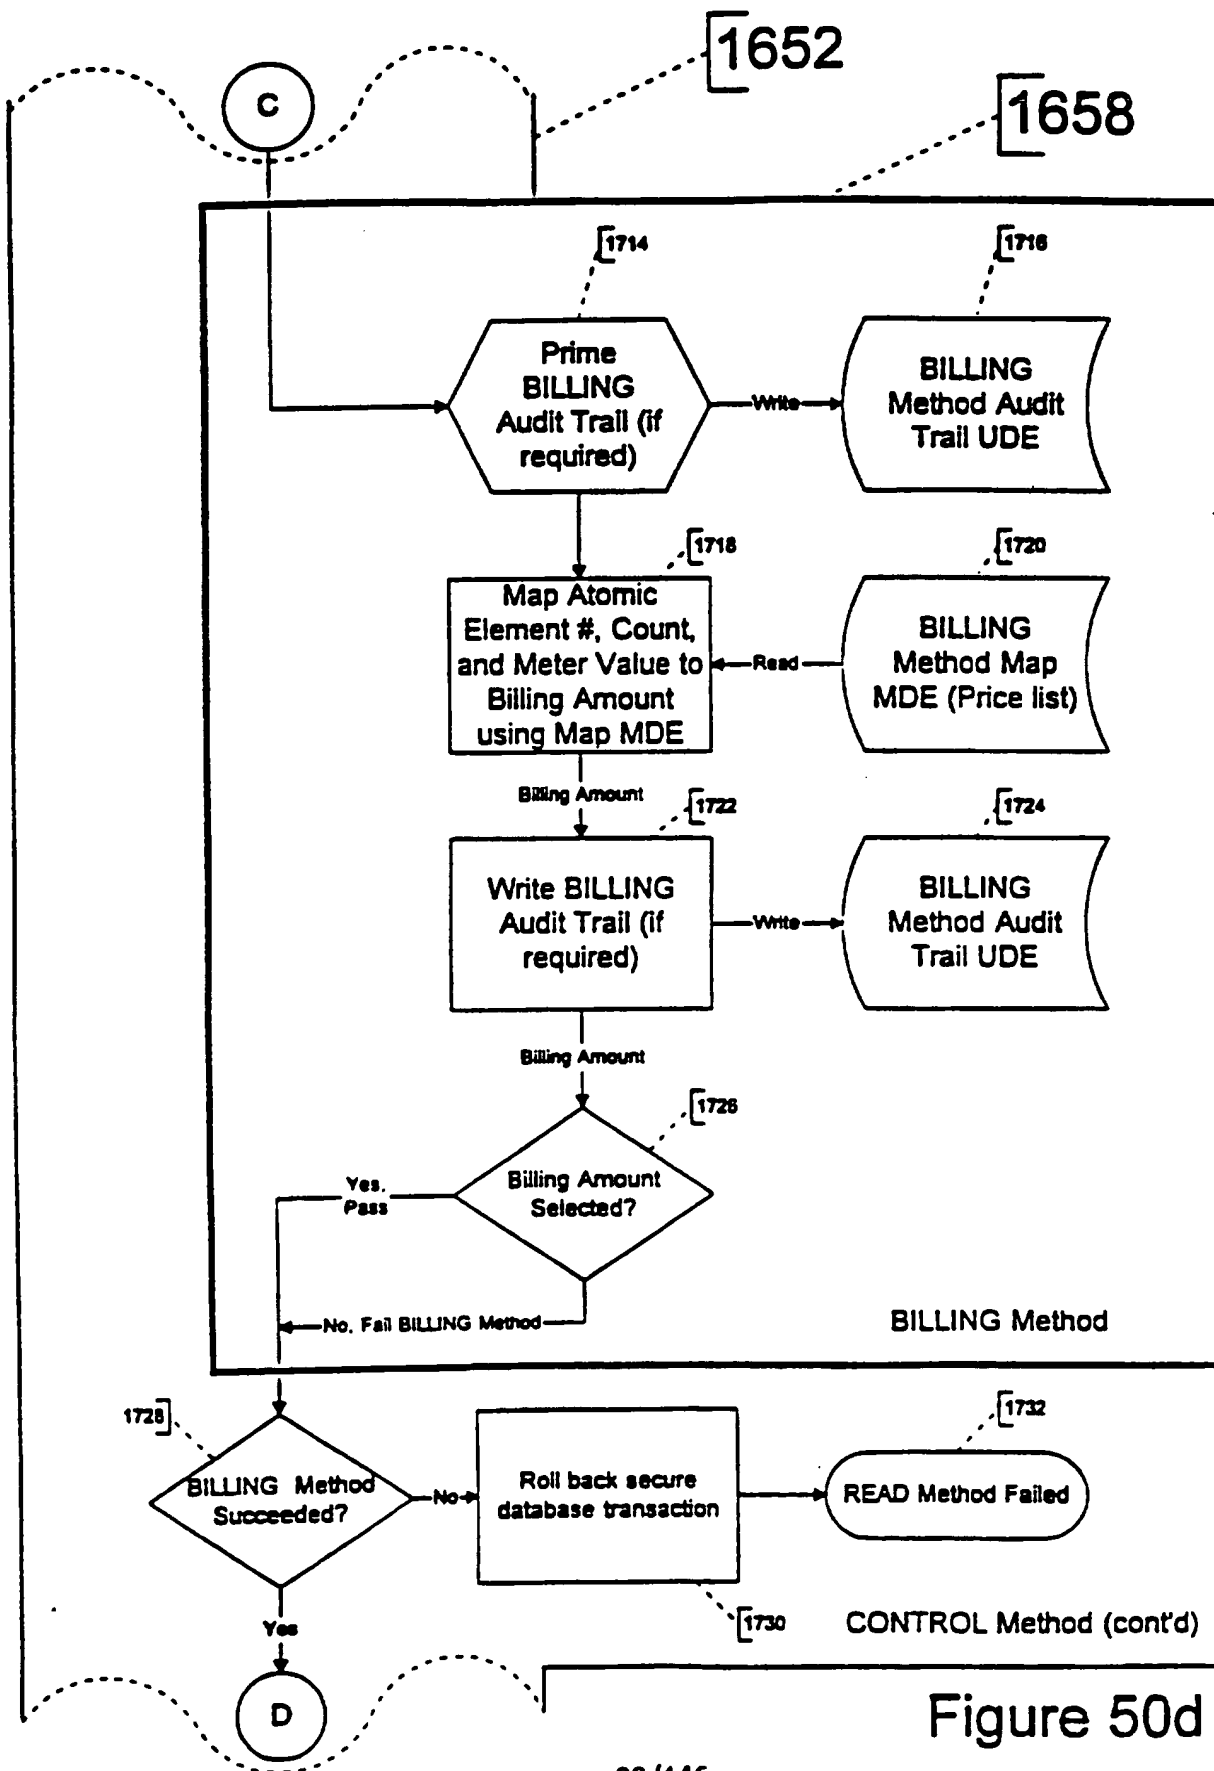 1652
C
1658
1714
1716
Prime
BILLING
Audit Trail (if
required)
Write
BILLING
Method Audit
Trail UDE
1718
1720
Map Atomic
Element #, Count,
and Meter Value to
Billing Amount
using Map MDE
Read
BILLING
Method Map
MDE (Price list)
Billing Amount
1722
1724
Write BILLING
Audit Trail (if
required)
Write
BILLING
Method Audit
Trail UDE
Billing Amount
1726
Yes,
Pass
Billing Amount
Selected?
No, Fail BILLING Method
BILLING Method
1728
1732
BILLING Method
Succeeded?
No
Roll back secure
database transaction
READ Method Failed
1730
CONTROL Method (cont'd)
Yes
D
Figure 50d